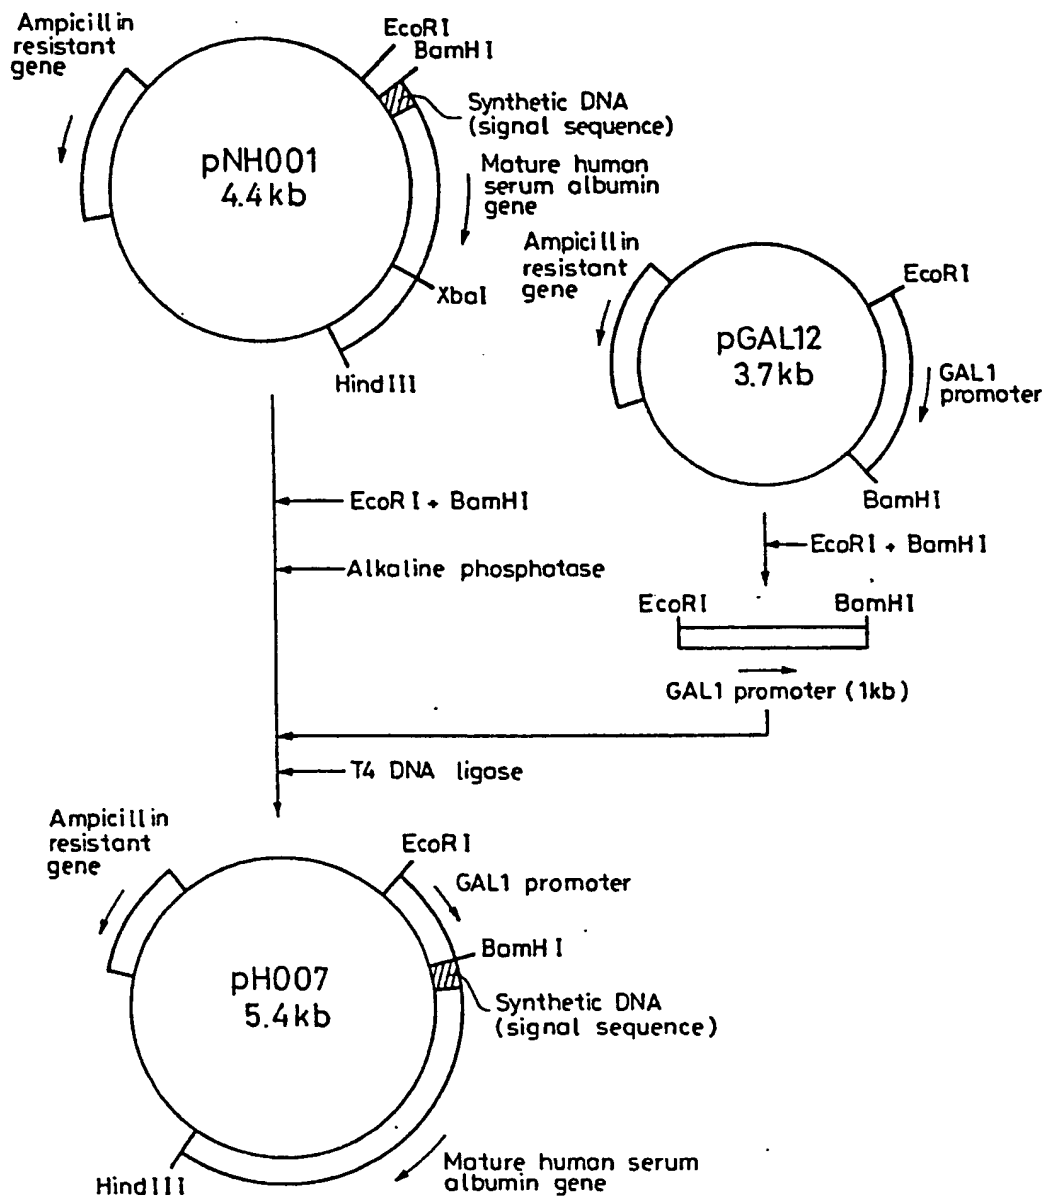 Ampicillin
resistant
gene
EcoRI
BamHI
Synthetic DNA
(signal sequence)
pNH001
4.4kb
Mature human
serum albumin
gene
XbaI
HindIII
Ampicillin
resistant
gene
EcoRI
pGAL12
3.7kb
GAL1
promoter
BamHI
EcoRI + BamHI
Alkaline phosphatase
EcoRI + BamHI
EcoRI
BamHI
GAL1 promoter (1kb)
T4 DNA ligase
Ampicillin
resistant
gene
EcoRI
GAL1 promoter
BamHI
pH007
5.4kb
Synthetic DNA
(signal sequence)
HindIII
Mature human serum
albumin gene